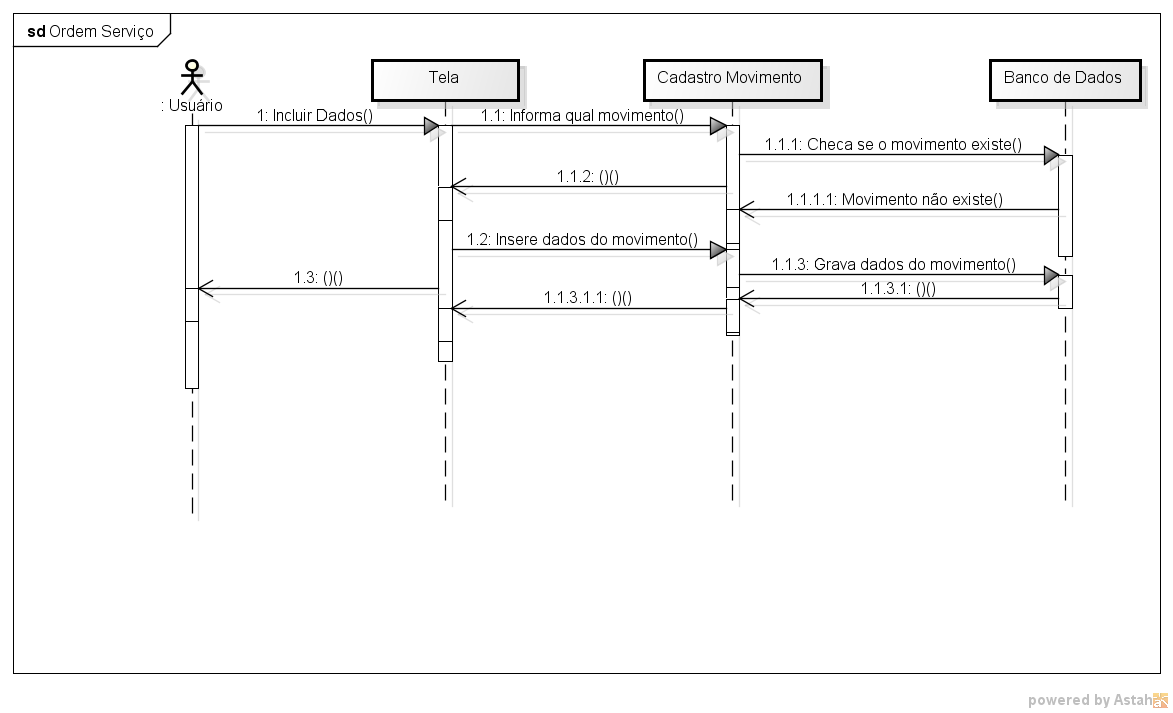 sd Ordem Serviço
: Usuário
Tela
Cadastro Movimento
Banco de Dados
1: Incluir Dados()
1.1: Informa qual movimento()
1.1.1: Checa se o movimento existe()
1.1.2: ()()
1.1.1.1: Movimento não existe()
1.2: Insere dados do movimento()
1.1.3: Grava dados do movimento()
1.3: ()()
1.1.3.1: ()()
1.1.3.1.1: ()()
powered by Astah